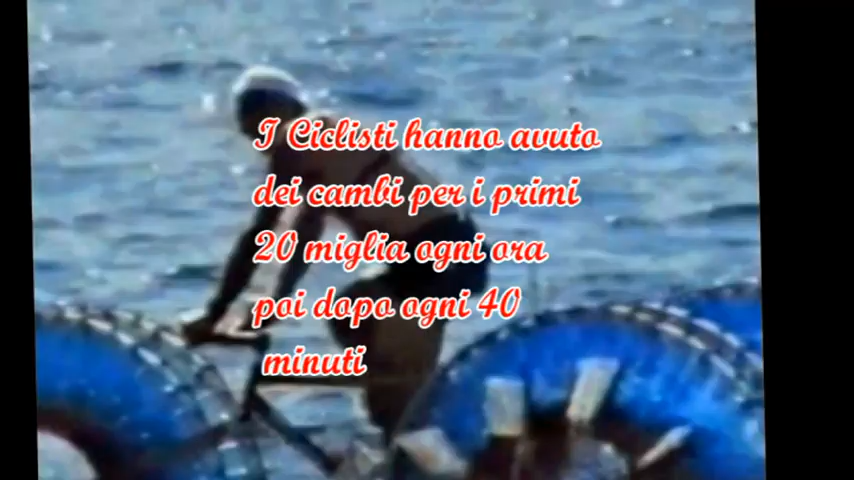 I Ciclisti hanno avuto
dei cambi per i primi
20 miglia ogni ora
poi dopo ogni 40
minuti